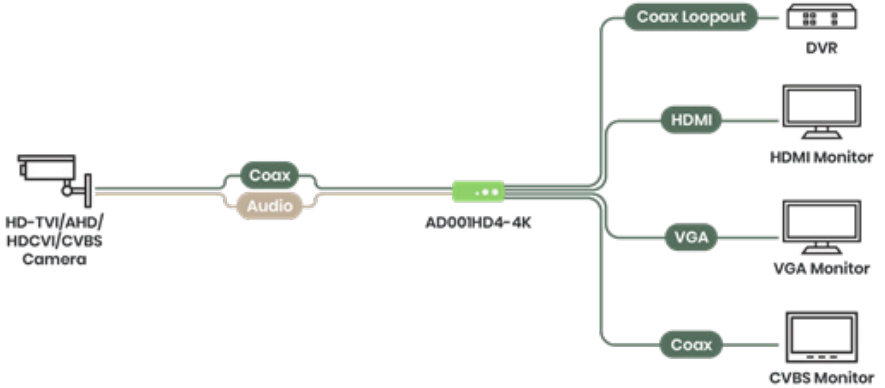 Coax Loopout
DVR
HDMI
HDMI Monitor
Coax
Audio
HD-TVI/AHD/
HDCVI/CVBS
Camera
AD001HD4-4K
VGA
VGA Monitor
Coax
CVBS Monitor